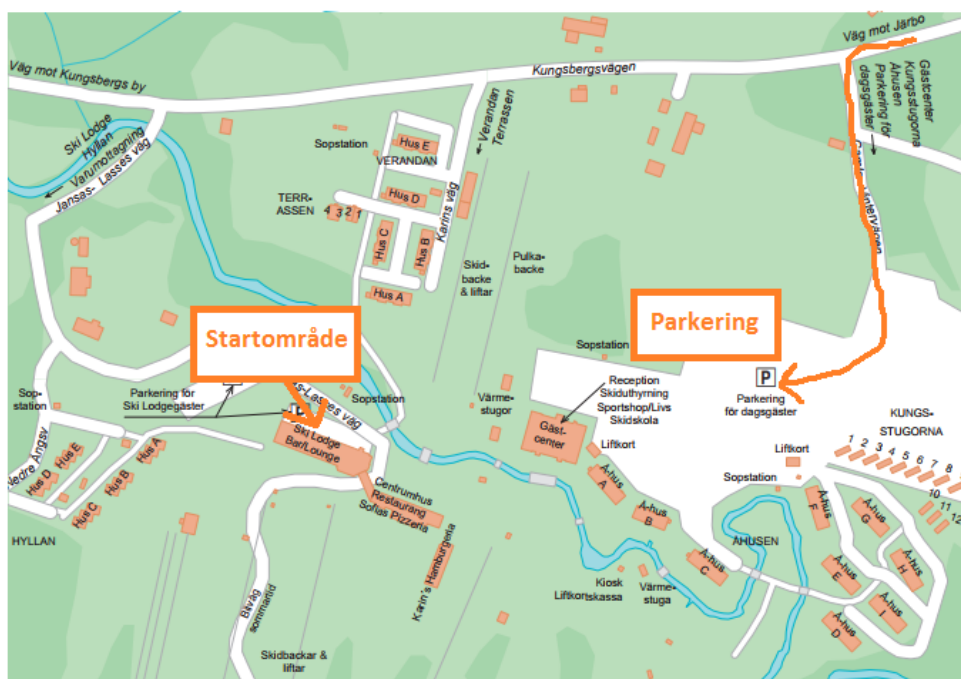 Väg mot Järbo
Väg mot Kungsbergs by
Kungsbergsvägen
Gästcenter
Kungsstugorna
Åhusen
Parkering för
dagsgäster
Ski Lodge
Hyllan
Varumottagning
Jansas- Lasses väg
Verandan
Terrassen
Sopstation
Hus E
VERANDAN
Hus D
TERR-
ASSEN
4 3 2 1
Hus C
Hus B
Hus A
Karins väg
Skid-
backe
& liftar
Pulka-
backe
Startområde
Parkering
Sopstation
P
Parkering
för dagsgäster
Reception
Skiduthyrning
Sportshop/Livs
Skidskola
Gäst-
center
Värme-
stugor
Liftkort
Parkering för
Ski Lodgegäster
Sopstation
Sop-
station
-Lasses väg
Ski Lodge
Bar/Lounge
Centrumhus
Restaurang
Sofias Pizzeria
Karin's Hamburgeria
Nedre Ängsv
Hus E
Hus D
Hus A
Hus B
Hus C
HYLLAN
Bilväg
sommartid
Skidbackar &
liftar
KUNGS-
STUGORNA
1 2 3 4 5 6 7 8 9
10
11
12
Liftkort
Sopstation
Å-hus
A
Å-hus
B
Å-hus
C
ÅHUSEN
Å-hus
F
Å-hus
G
Å-hus
H
Å-hus
E
Å-hus
I
Å-hus
D
Kiosk
Liftkortskassa
Värme-
stuga